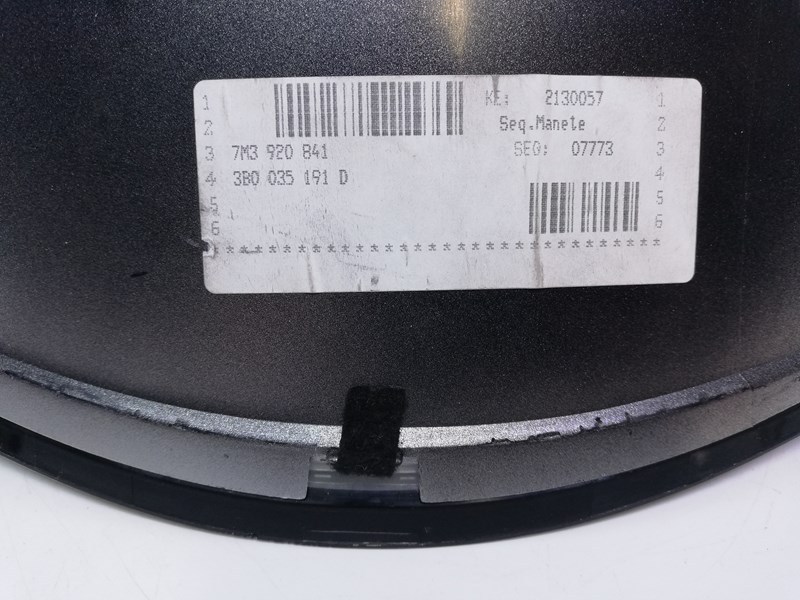 1 KE: 2130057 1
2 Seq.Manele 2
3 7M3 920 841 SEQ: 07773 3
4 3B0 035 191 D 4
5 5
6 6
******************************